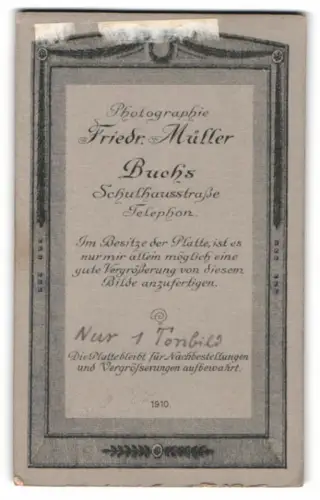 Photographie
Friedr. Müller
Buchs
Schulhausstraße
Telephon.
Im Besitze der Platte, ist es
nur mir allein möglich eine
gute Vergrößerung von diesem
Bilde anzufertigen.
Nur 1 Tonbild
Die Platte bleibt für Nachbestellungen
und Vergrößserungen aufbewahrt.
1910.